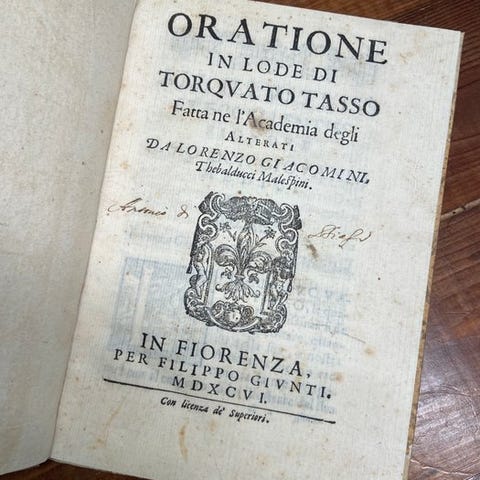 ORATIONE
IN LODE DI
TORQVATO TASSO
Fatta ne l'Academia degli
ALTERATI
DA LORENZO GIACOMINI,
Thebalducci Malespini.
di
IN FIORENZA,
PER FILIPPO GIVNTI.
MDXCVI.
Con licenza de' Superiori.